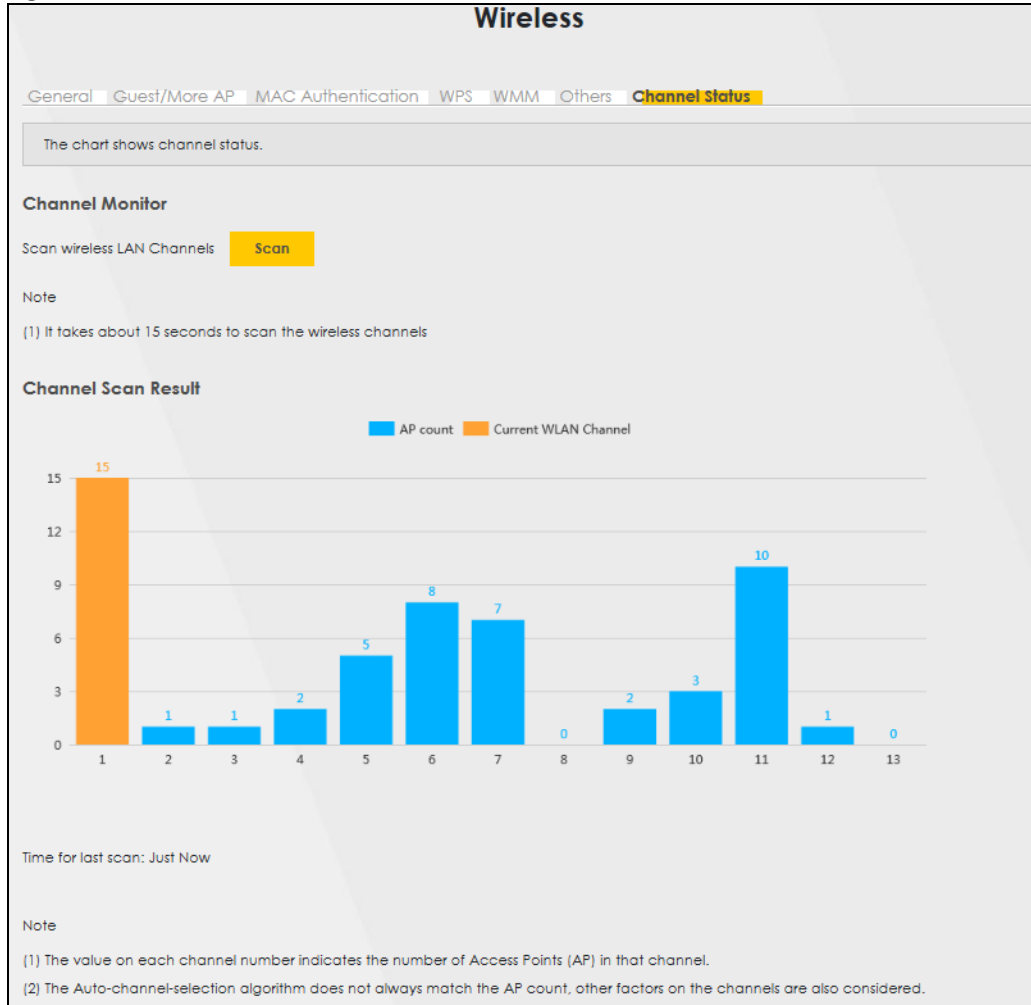 Wireless
General Guest/More AP MAC Authentication WPS WMM Others Channel Status
The chart shows channel status.
Channel Monitor
Scan wireless LAN Channels Scan
Note
(1) It takes about 15 seconds to scan the wireless channels
Channel Scan Result
AP count Current WLAN Channel
15
15
12
10
9
8
7
6
5
3
3
2
2
1
1
1
0
0
0
1 2 3 4 5 6 7 8 9 10 11 12 13
Time for last scan: Just Now
Note
(1) The value on each channel number indicates the number of Access Points (AP) in that channel.
(2) The Auto-channel-selection algorithm does not always match the AP count, other factors on the channels are also considered.